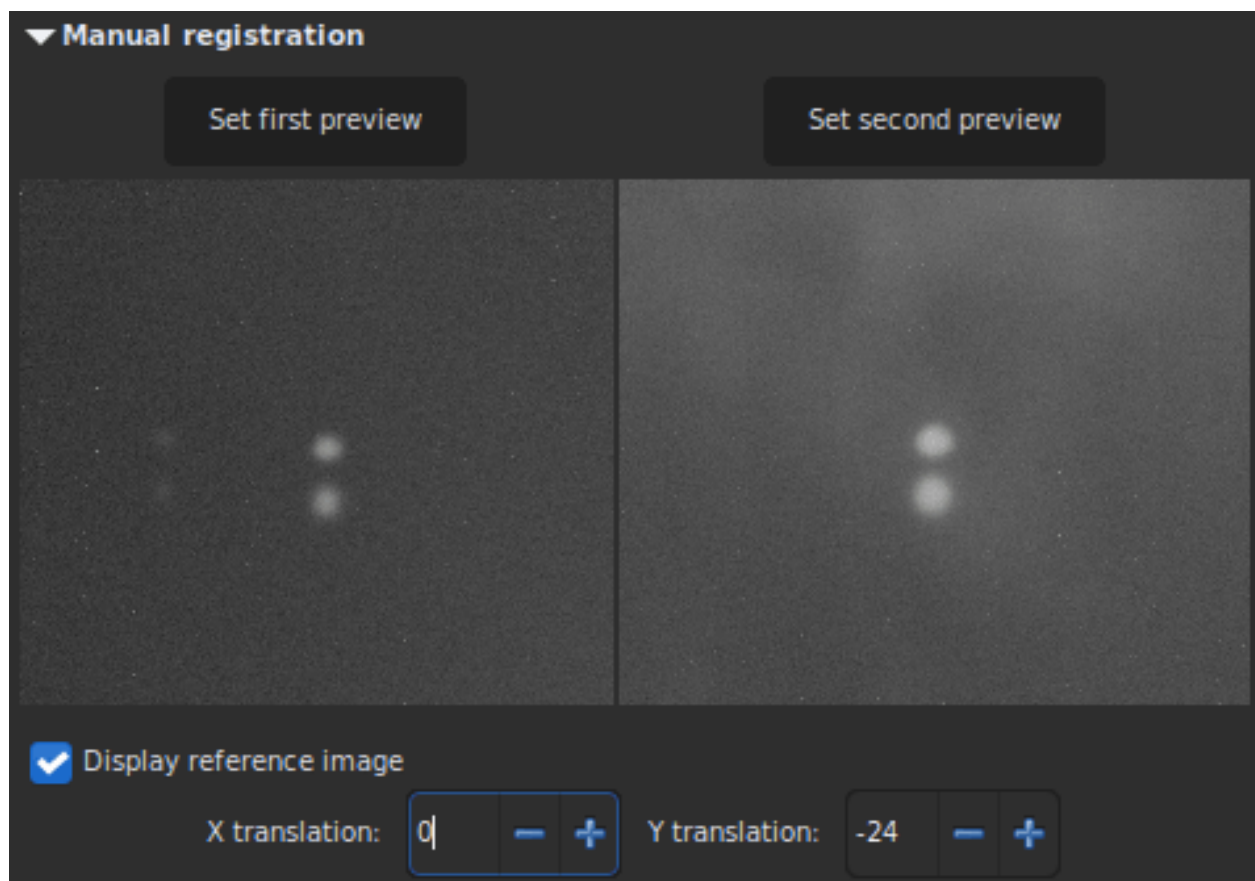 Manual registration
Set first preview
Set second preview
Display reference image
X translation: 0
Y translation: -24